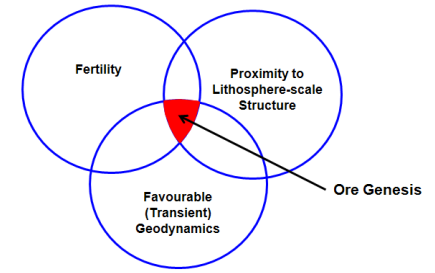 Fertility
Proximity to
Lithosphere-scale
Structure
Ore Genesis
Favourable
(Transient)
Geodynamics